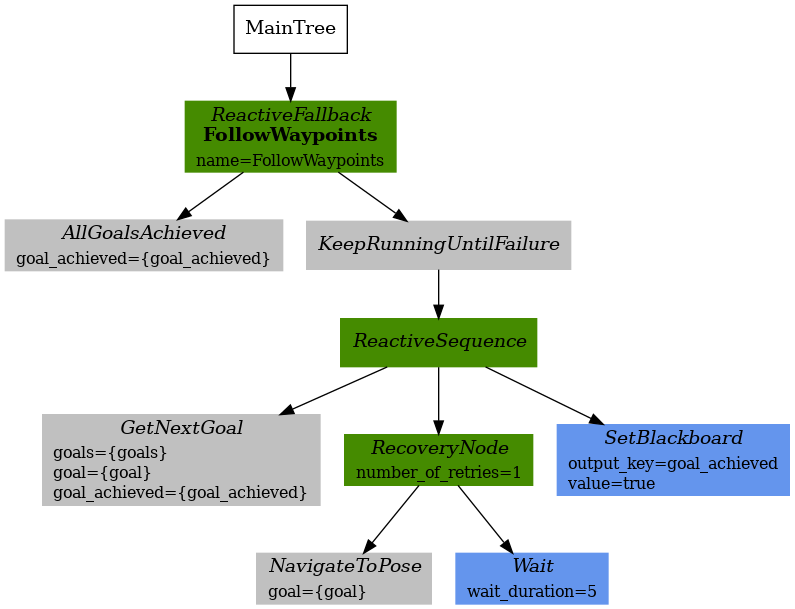 MainTree
ReactiveFallback
FollowWaypoints
name=FollowWaypoints
AllGoalsAchieved
goal_achieved={goal_achieved}
KeepRunningUntilFailure
ReactiveSequence
GetNextGoal
goals={goals}
goal={goal}
goal_achieved={goal_achieved}
RecoveryNode
number_of_retries=1
SetBlackboard
output_key=goal_achieved
value=true
NavigateToPose
goal={goal}
Wait
wait_duration=5